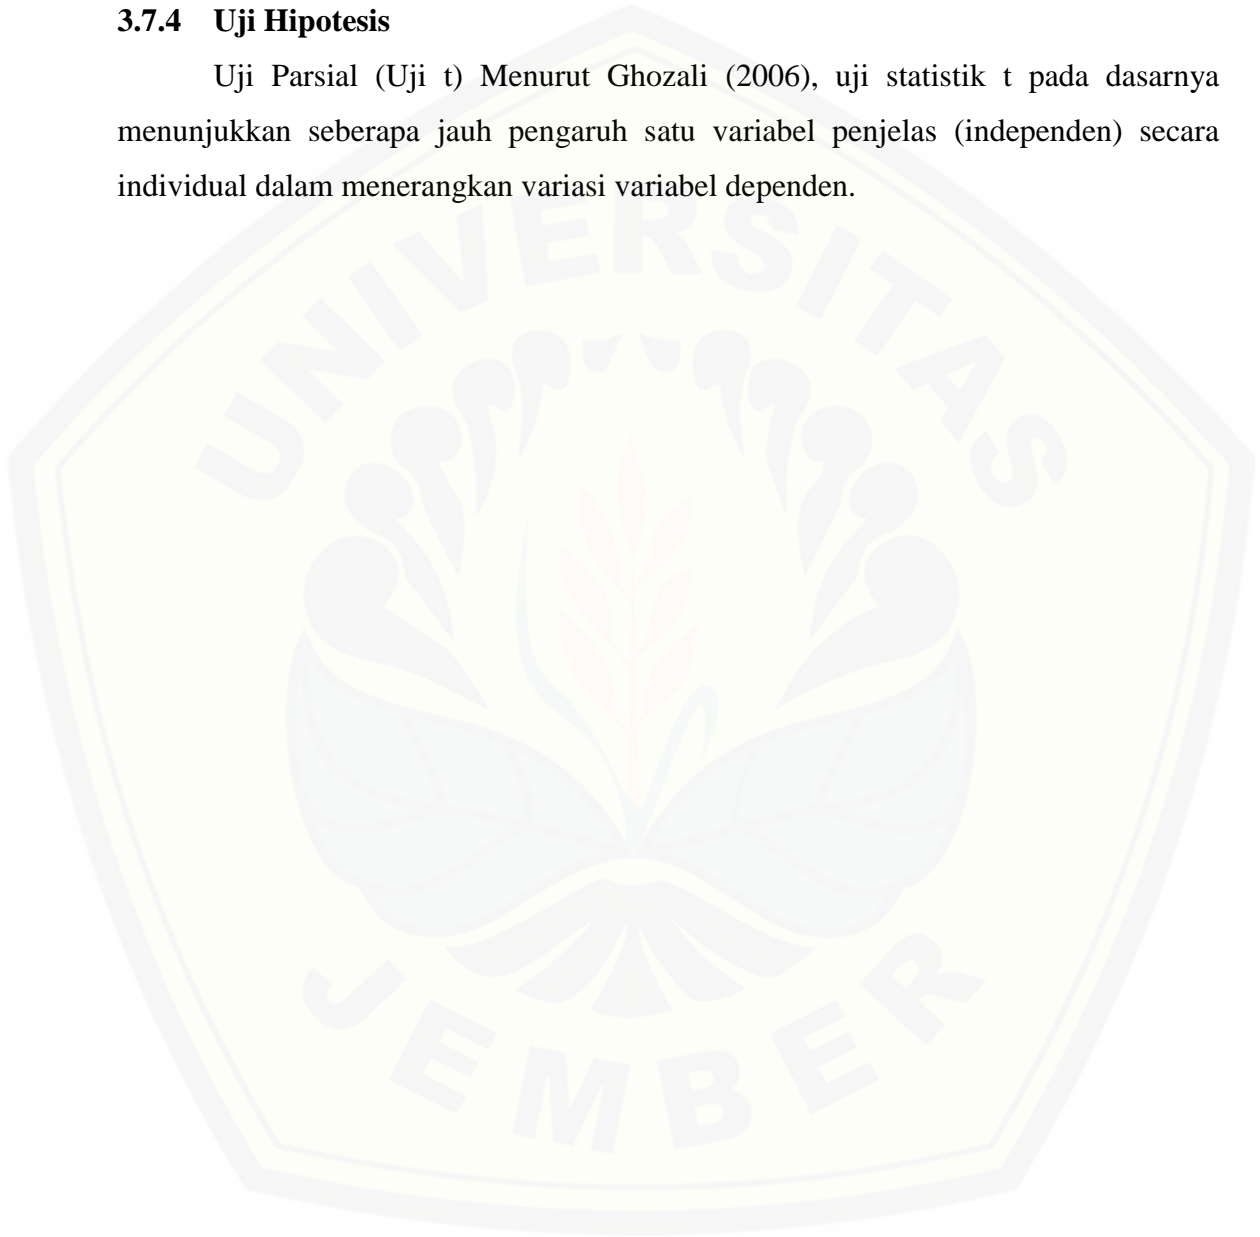 3.7.4 Uji Hipotesis
Uji Parsial (Uji t) Menurut Ghozali (2006), uji statistik t pada dasarnya
menunjukkan seberapa jauh pengaruh satu variabel penjelas (independen) secara
individual dalam menerangkan variasi variabel dependen.
UNIVERSITAS
JEMBER